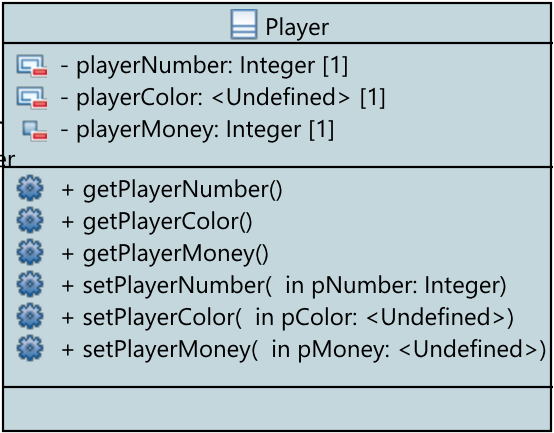 Player
- playerNumber: Integer [1]
- playerColor: <Undefined> [1]
- playerMoney: Integer [1]
er
+ getPlayerNumber()
+ getPlayerColor()
+ getPlayerMoney()
+ setPlayerNumber(  in pNumber: Integer)
+ setPlayerColor(  in pColor: <Undefined>)
+ setPlayerMoney(  in pMoney: <Undefined>)